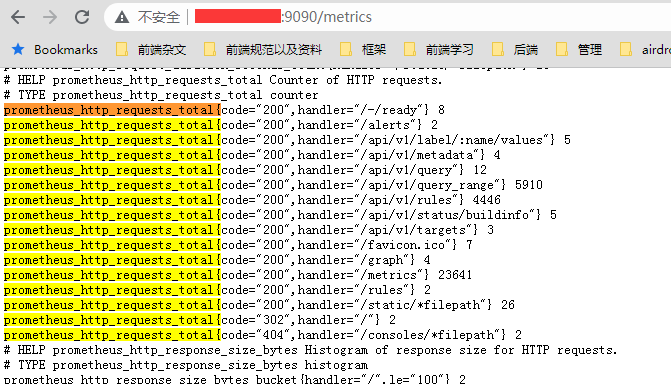 不安全 :9090/metrics
Bookmarks 前端杂文 前端规范以及资料 框架 前端学习 后端 管理 airdro
# HELP prometheus_http_requests_total Counter of HTTP requests.
# TYPE prometheus_http_requests_total counter
prometheus_http_requests_total{code="200",handler="/-/ready"} 8
prometheus_http_requests_total{code="200",handler="/alerts"} 2
prometheus_http_requests_total{code="200",handler="/api/v1/label/:name/values"} 5
prometheus_http_requests_total{code="200",handler="/api/v1/metadata"} 4
prometheus_http_requests_total{code="200",handler="/api/v1/query"} 12
prometheus_http_requests_total{code="200",handler="/api/v1/query_range"} 5910
prometheus_http_requests_total{code="200",handler="/api/v1/rules"} 4446
prometheus_http_requests_total{code="200",handler="/api/v1/status/buildinfo"} 5
prometheus_http_requests_total{code="200",handler="/api/v1/targets"} 3
prometheus_http_requests_total{code="200",handler="/favicon.ico"} 7
prometheus_http_requests_total{code="200",handler="/graph"} 4
prometheus_http_requests_total{code="200",handler="/metrics"} 23641
prometheus_http_requests_total{code="200",handler="/rules"} 2
prometheus_http_requests_total{code="200",handler="/static/*filepath"} 26
prometheus_http_requests_total{code="302",handler="/"} 2
prometheus_http_requests_total{code="404",handler="/consoles/*filepath"} 2
# HELP prometheus_http_response_size_bytes Histogram of response size for HTTP requests.
# TYPE prometheus_http_response_size_bytes histogram
prometheus_http_response_size_bytes_bucket{handler="/",le="100"} 2